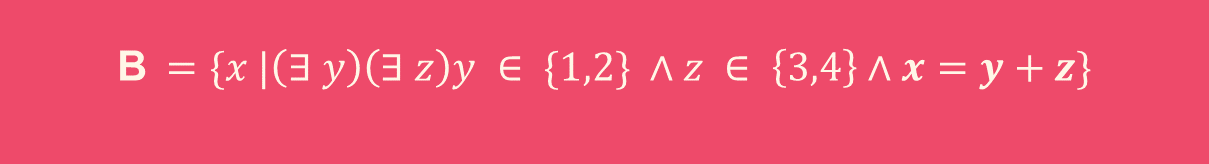 B = {x |(∃ y)(∃ z)y ∈ {1,2} ∧ z ∈ {3,4} ∧ x = y + z}